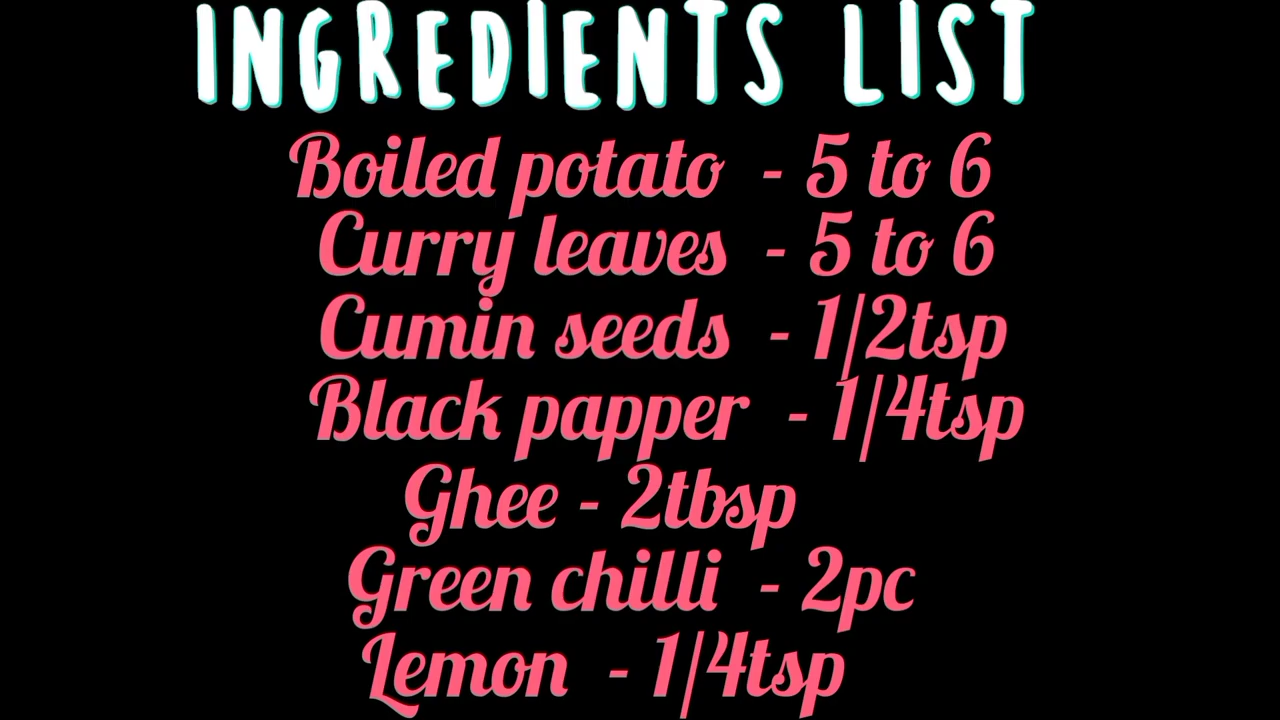 INGREDIENTS LIST
Boiled potato - 5 to 6
Curry leaves - 5 to 6
Cumin seeds - 1/2tsp
Black papper - 1/4tsp
Ghee - 2tbsp
Green chilli - 2pc
Lemon - 1/4tsp